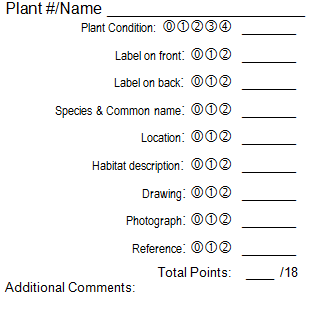 Plant #/Name ______________________
Plant Condition: ⓪①②③④ ________
Label on front: ⓪①② ________
Label on back: ⓪①② ________
Species & Common name: ⓪①② ________
Location: ⓪①② ________
Habitat description: ⓪①② ________
Drawing: ⓪①② ________
Photograph: ⓪①② ________
Reference: ⓪①② ________
Total Points: ____ /18
Additional Comments: